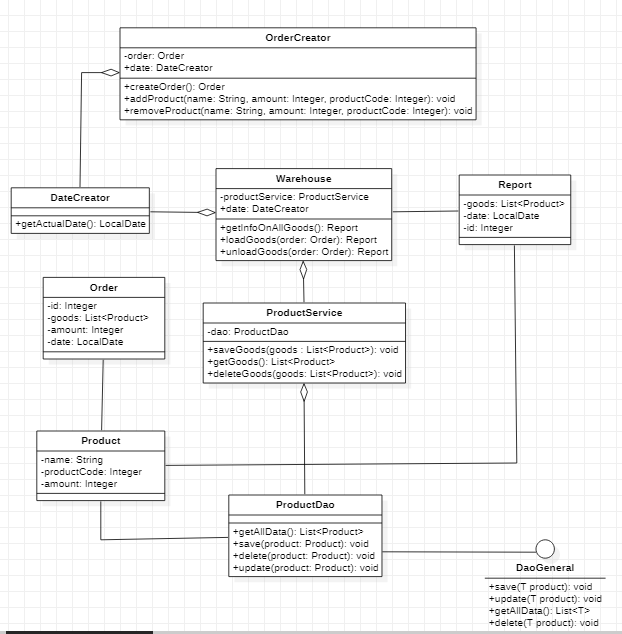 OrderCreator
-order: Order
+date: DateCreator
+createOrder(): Order
+addProduct(name: String, amount: Integer, productCode: Integer): void
+removeProduct(name: String, amount: Integer, productCode: Integer): void
DateCreator
+getActualDate(): LocalDate
Warehouse
-productService: ProductService
+date: DateCreator
+getInfoOnAllGoods(): Report
+loadGoods(order: Order): Report
+unloadGoods(order: Order): Report
Report
-goods: List<Product>
-date: LocalDate
-id: Integer
Order
-id: Integer
-goods: List<Product>
-amount: Integer
-date: LocalDate
ProductService
-dao: ProductDao
+saveGoods(goods : List<Product>): void
+getGoods(): List<Product>
+deleteGoods(goods: List<Product>): void
Product
-name: String
-productCode: Integer
-amount: Integer
ProductDao
+getAllData(): List<Product>
+save(product: Product): void
+delete(product: Product): void
+update(product: Product): void
DaoGeneral
+save(T product): void
+update(T product): void
+getAllData(): List<T>
+delete(T product): void